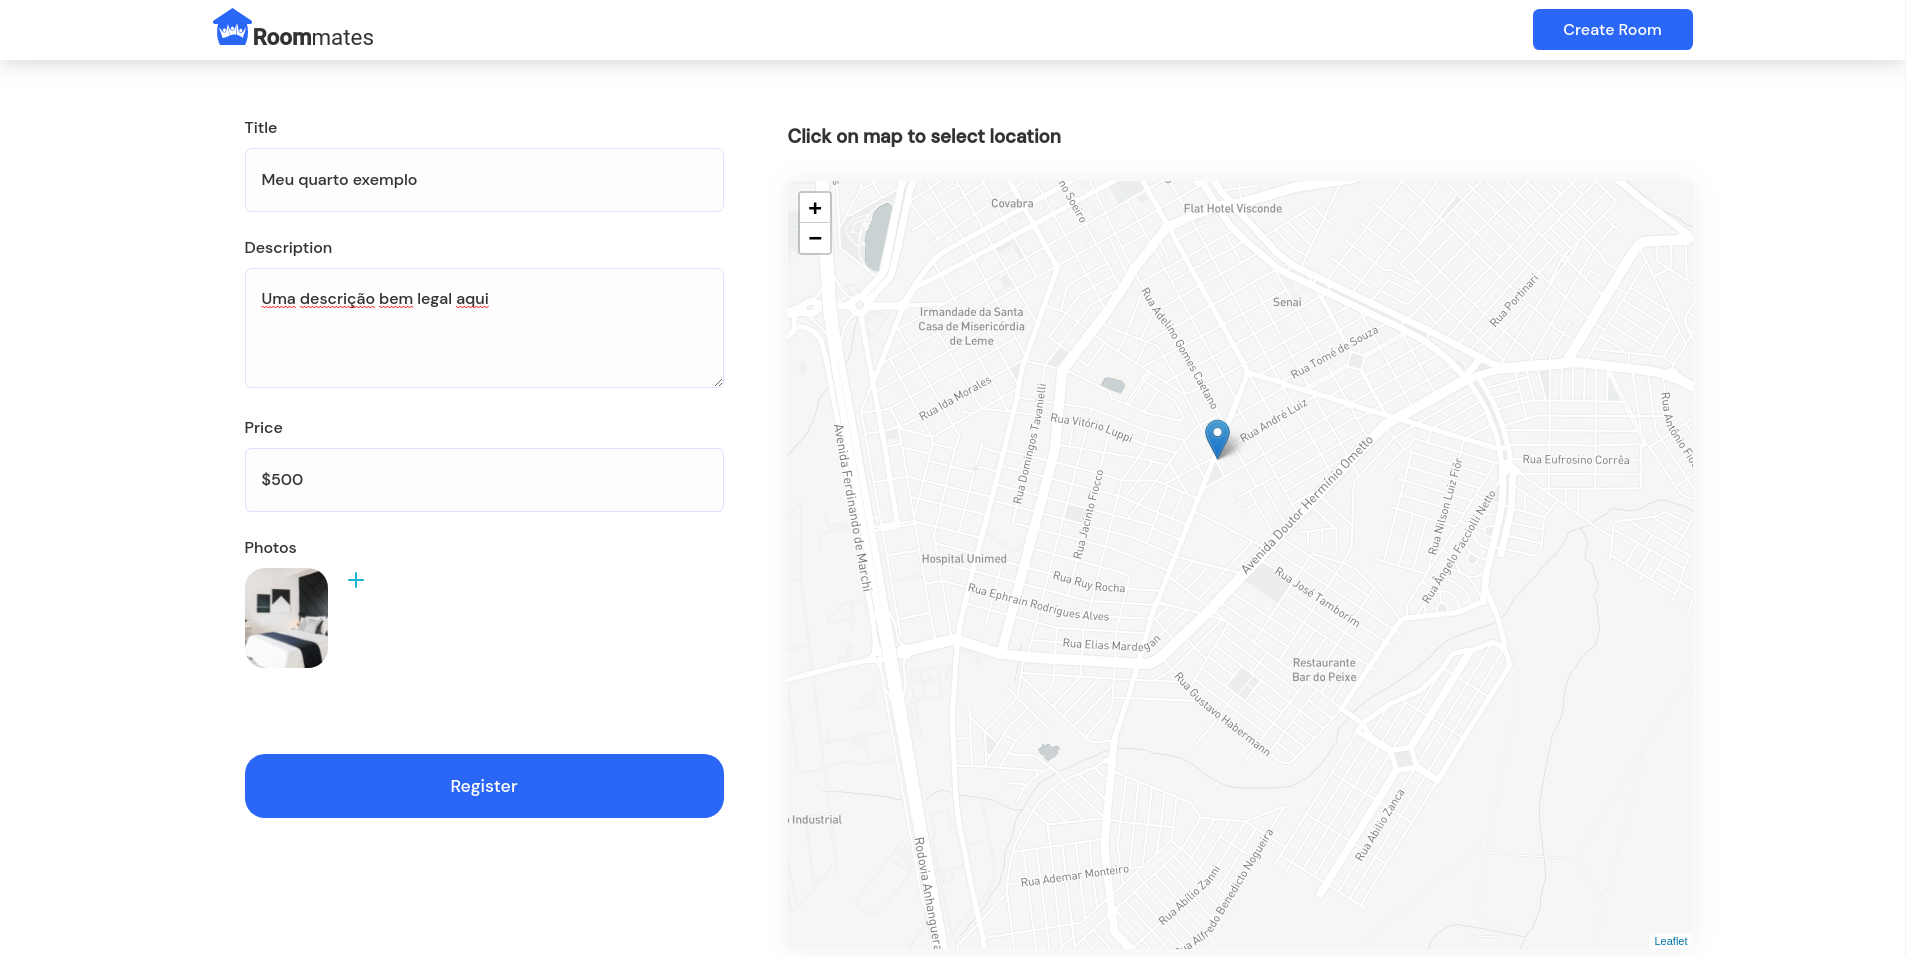 Roommates
Create Room
Title
Meu quarto exemplo
Description
Uma descrição bem legal aqui
Price
$500
Photos
+
Register
Click on map to select location
+
−
Covabra
Flat Hotel Visconde
Senai
Rua Portinari
Irmandade da Santa
Casa de Misericórdia
de Leme
Rua Adelino Gomes Caetano
Rua Tomé de Souza
Rua Ida Morales
Rua Vitório Luppi
Rua André Luiz
Rua Domingos Tavanielli
Avenida Ferdinando de Marchi
Rua Jacinto Fiocco
Avenida Doutor Hermínio Ometto
Rua Eufrosino Corrêa
Rua Nilson Luiz Fiôr
Rua Ângelo Facciolli Netto
Hospital Unimed
Rua Ruy Rocha
Rua Ephrain Rodrigues Alves
Rua José Tamborim
Rua Elias Mardegan
Restaurante
Bar do Peixe
Rua Gustavo Habermann
Industrial
Rua Abílio Zanca
Rodovia Anhanguera
Rua Ademar Monteiro
Rua Abílio Zanni
Rua Alfredo Benedicto Nogueira
Leaflet